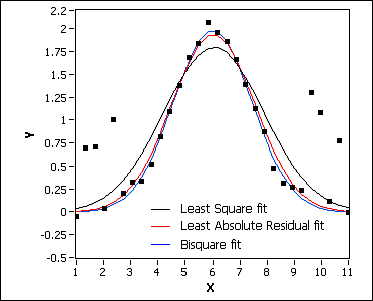 2.2
2
1.75
1.5
1.25
1
0.75
0.5
0.25
0
-0.25
-0.5
Y
Least Square fit
Least Absolute Residual fit
Bisquare fit
1 2 3 4 5 6 7 8 9 10 11
X